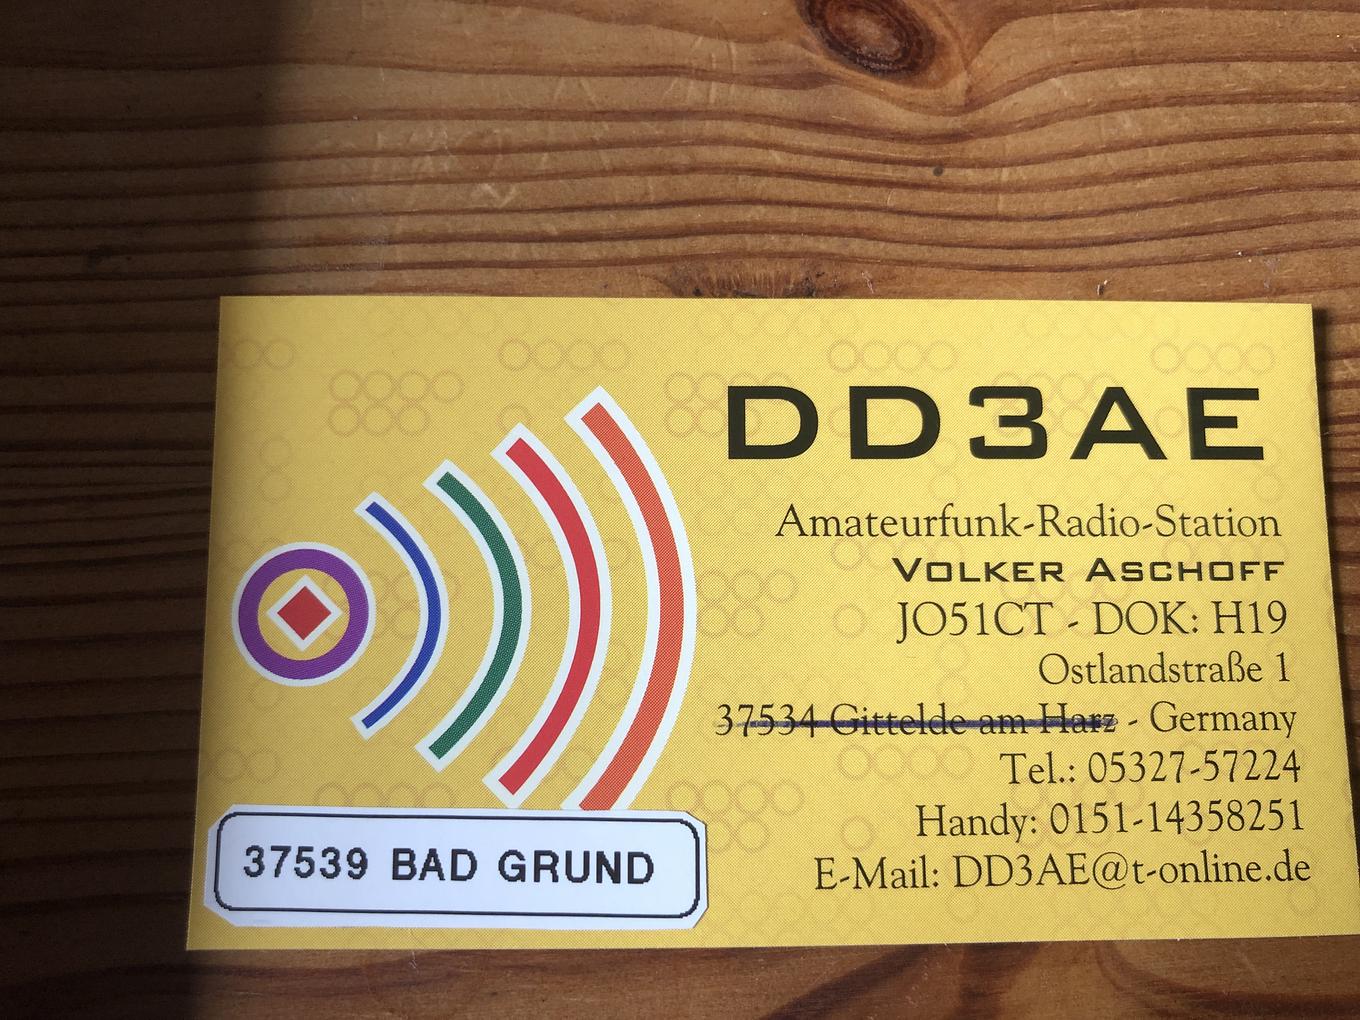 DD3AE
Amateurfunk-Radio-Station
VOLKER ASCHOFF
JO51CT - DOK: H19
Ostlandstraße 1
37534 Gittelde am Harz - Germany
Tel.: 05327-57224
Handy: 0151-14358251
E-Mail: DD3AE@t-online.de
37539 BAD GRUND